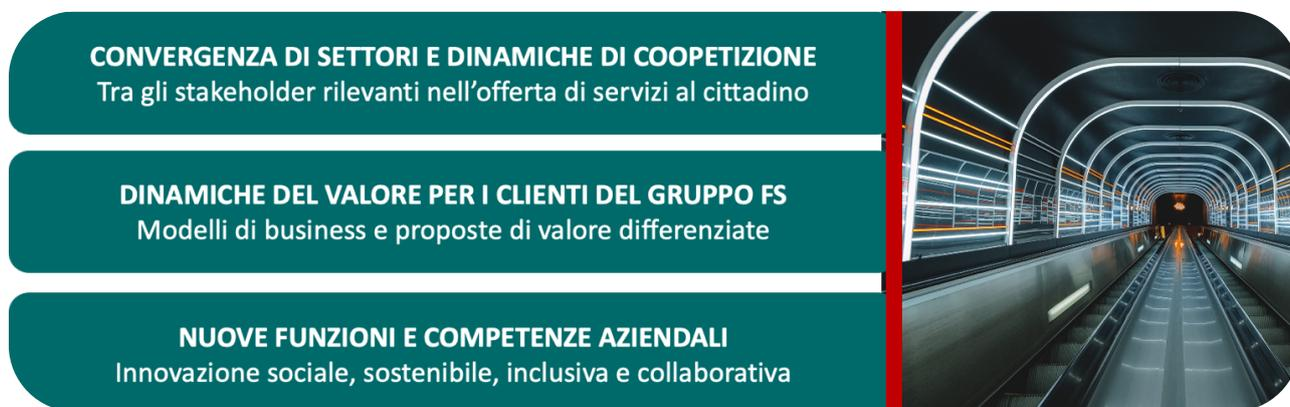 CONVERGENZA DI SETTORI E DINAMICHE DI COOPETIZIONE
Tra gli stakeholder rilevanti nell’offerta di servizi al cittadino
DINAMICHE DEL VALORE PER I CLIENTI DEL GRUPPO FS
Modelli di business e proposte di valore differenziate
NUOVE FUNZIONI E COMPETENZE AZIENDALI
Innovazione sociale, sostenibile, inclusiva e collaborativa